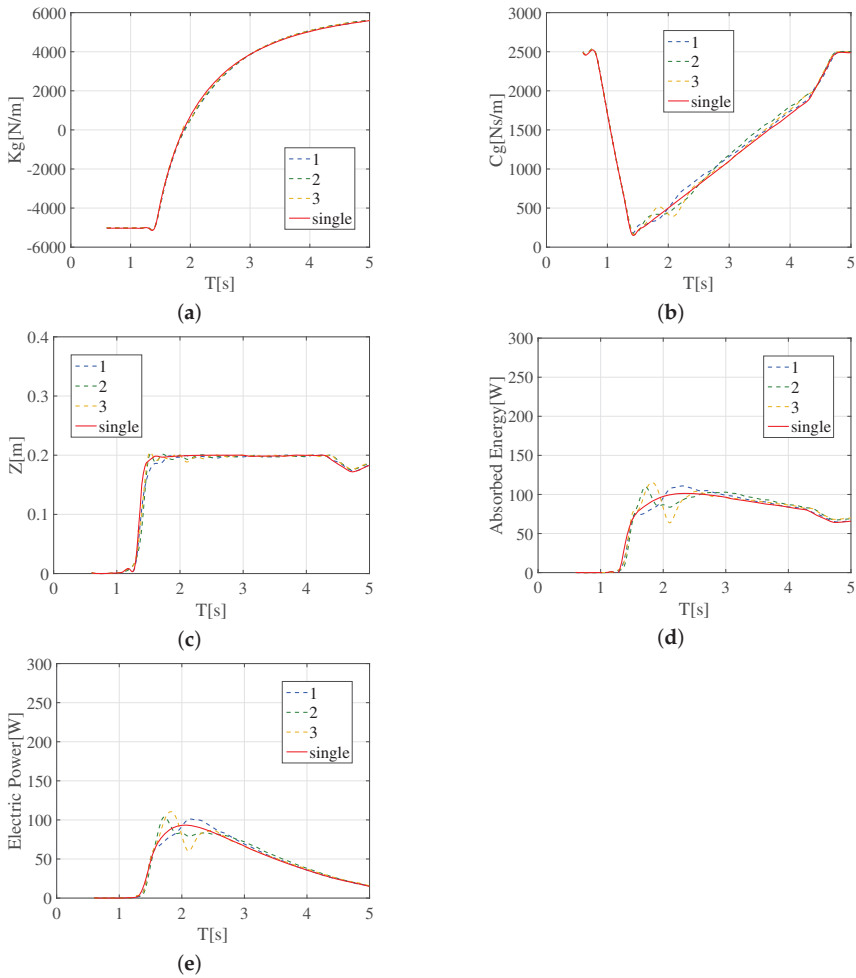 6000
4000
2000
0
-2000
-4000
-6000
Kg[N/m]
1
2
3
single
0 1 2 3 4 5
T[s]
(a)
3000
2500
2000
1500
1000
500
0
Cg[Ns/m]
1
2
3
single
0 1 2 3 4 5
T[s]
(b)
0.4
0.3
0.2
0.1
0
Z[m]
1
2
3
single
0 1 2 3 4 5
T[s]
(c)
300
250
200
150
100
50
0
Absorbed Energy[W]
1
2
3
single
0 1 2 3 4 5
T[s]
(d)
300
250
200
150
100
50
0
Electric Power[W]
1
2
3
single
0 1 2 3 4 5
T[s]
(e)